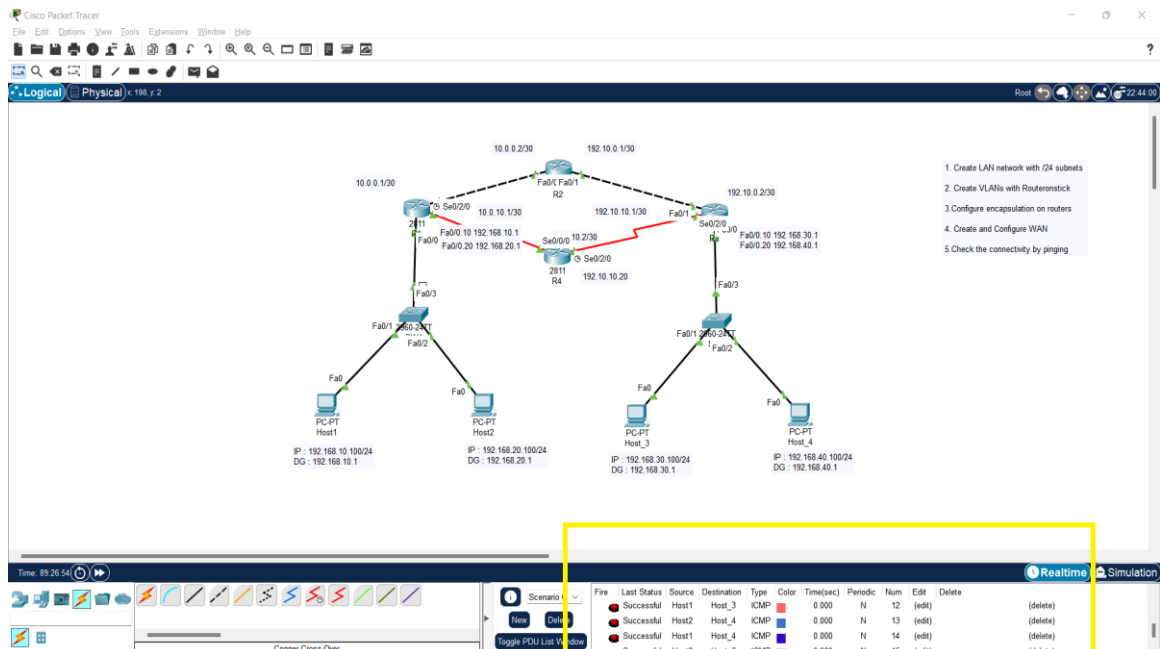 Cisco Packet Tracer
File Edit Options View Tools Extensions Window Help
?
Logical Physical x: 198, y: 2
Root 22:44:00
10.0.0.2/30 192.10.0.1/30
Fa0/1
R2
10.0.0.1/30
192.10.0.2/30
1. Create LAN network with /24 subnets
2. Create VLANs with Routeronstick
3.Configure encapsulation on routers
4. Create and Configure WAN
5.Check the connectivity by pinging
Se0/2/0
10.0.10.1/30
192.10.10.1/30
Fa0/1
2811
Fa0/0
Fa0/0.10 192.168.10.1
Fa0/0.20 192.168.20.1
Se0/2/0
Fa0/0.10 192.168.30.1
Fa0/0.20 192.168.40.1
Se0/0/0 10.2/30
Se0/2/0
2811
R4
192.10.10.20
Fa0/3
Fa0/1
Fa0/2
Fa0/3
Fa0/1
Fa0/2
Fa0
Fa0
Fa0
Fa0
PC-PT
Host1
PC-PT
Host2
PC-PT
Host_3
PC-PT
Host_4
IP : 192.168.10.100/24
DG : 192.168.10.1
IP : 192.168.20.100/24
DG : 192.168.20.1
IP : 192.168.30.100/24
DG : 192.168.30.1
IP : 192.168.40.100/24
DG : 192.168.40.1
Time: 89:26:54
Realtime Simulation
Scenario
New Delete
Toggle PDU List Window
Fire Last Status Source Destination Type Color Time(sec) Periodic Num Edit Delete
Successful Host1 Host_3 ICMP 0.000 N 12 (edit) (delete)
Successful Host2 Host_4 ICMP 0.000 N 13 (edit) (delete)
Successful Host1 Host_4 ICMP 0.000 N 14 (edit) (delete)
Copper Cross-Over